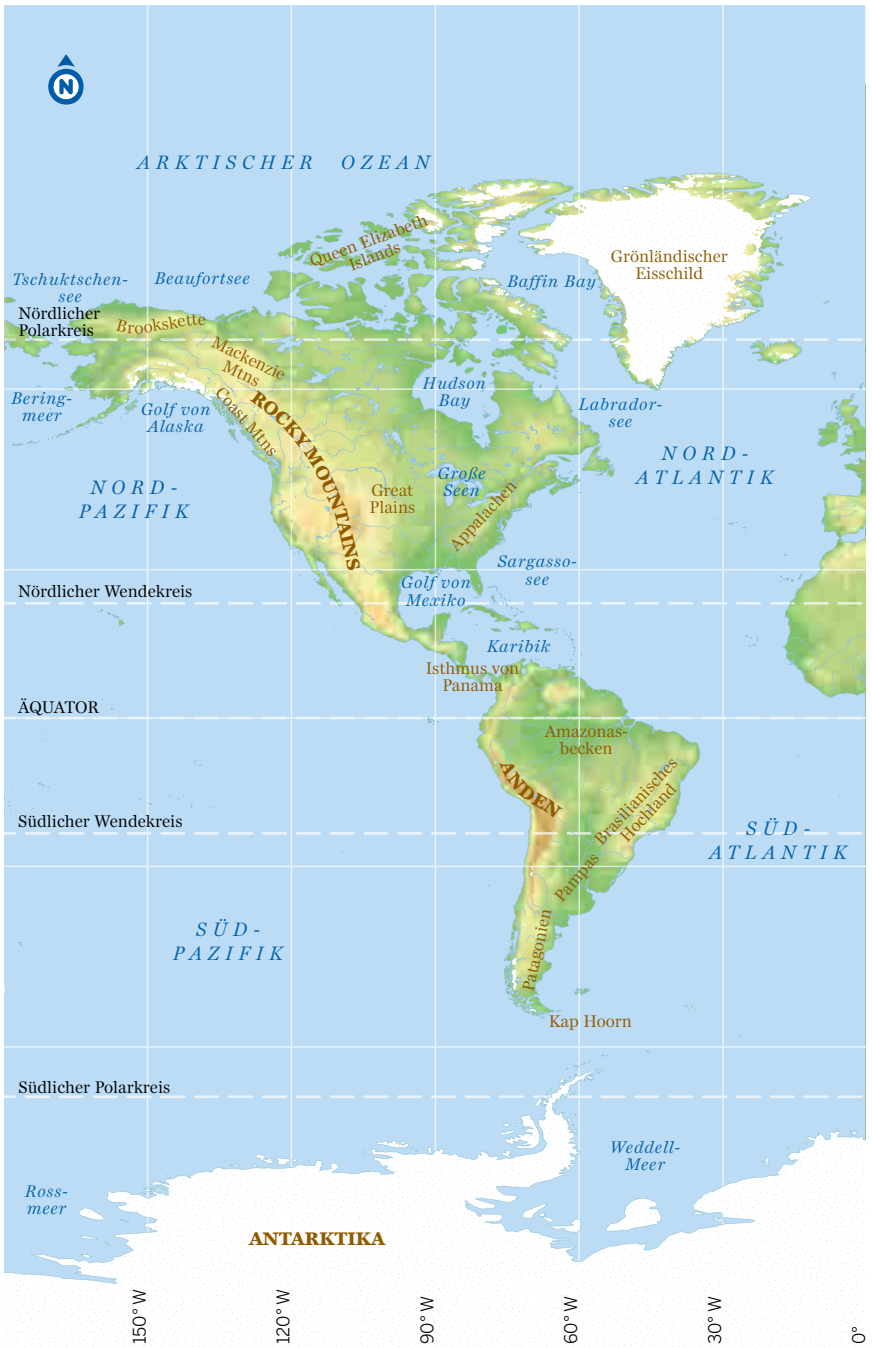 N
ARKTISCHER OZEAN
Queen Elizabeth
Islands
Grönländischer
Eisschild
Tschuktschen-
see
Beaufortsee
Baffin Bay
Nördlicher
Polarkreis
Brookskette
Mackenzie
Mtns
Bering-
meer
Golf von
Alaska
Coast Mtns
ROCKY MOUNTAINS
Hudson
Bay
Labrador-
see
NORD-
PAZIFIK
Great
Plains
Große
Seen
Appalachen
NORD-
ATLANTIK
Sargasso-
see
Golf von
Mexiko
Nördlicher Wendekreis
Karibik
Isthmus von
Panama
ÄQUATOR
Amazonas-
becken
ANDEN
Brasilianisches
Hochland
Südlicher Wendekreis
SÜD-
ATLANTIK
Pampas
SÜD-
PAZIFIK
Patagonien
Kap Hoorn
Südlicher Polarkreis
Weddell-
Meer
Ross-
meer
ANTARKTIKA
150° W
120° W
90° W
60° W
30° W
0°